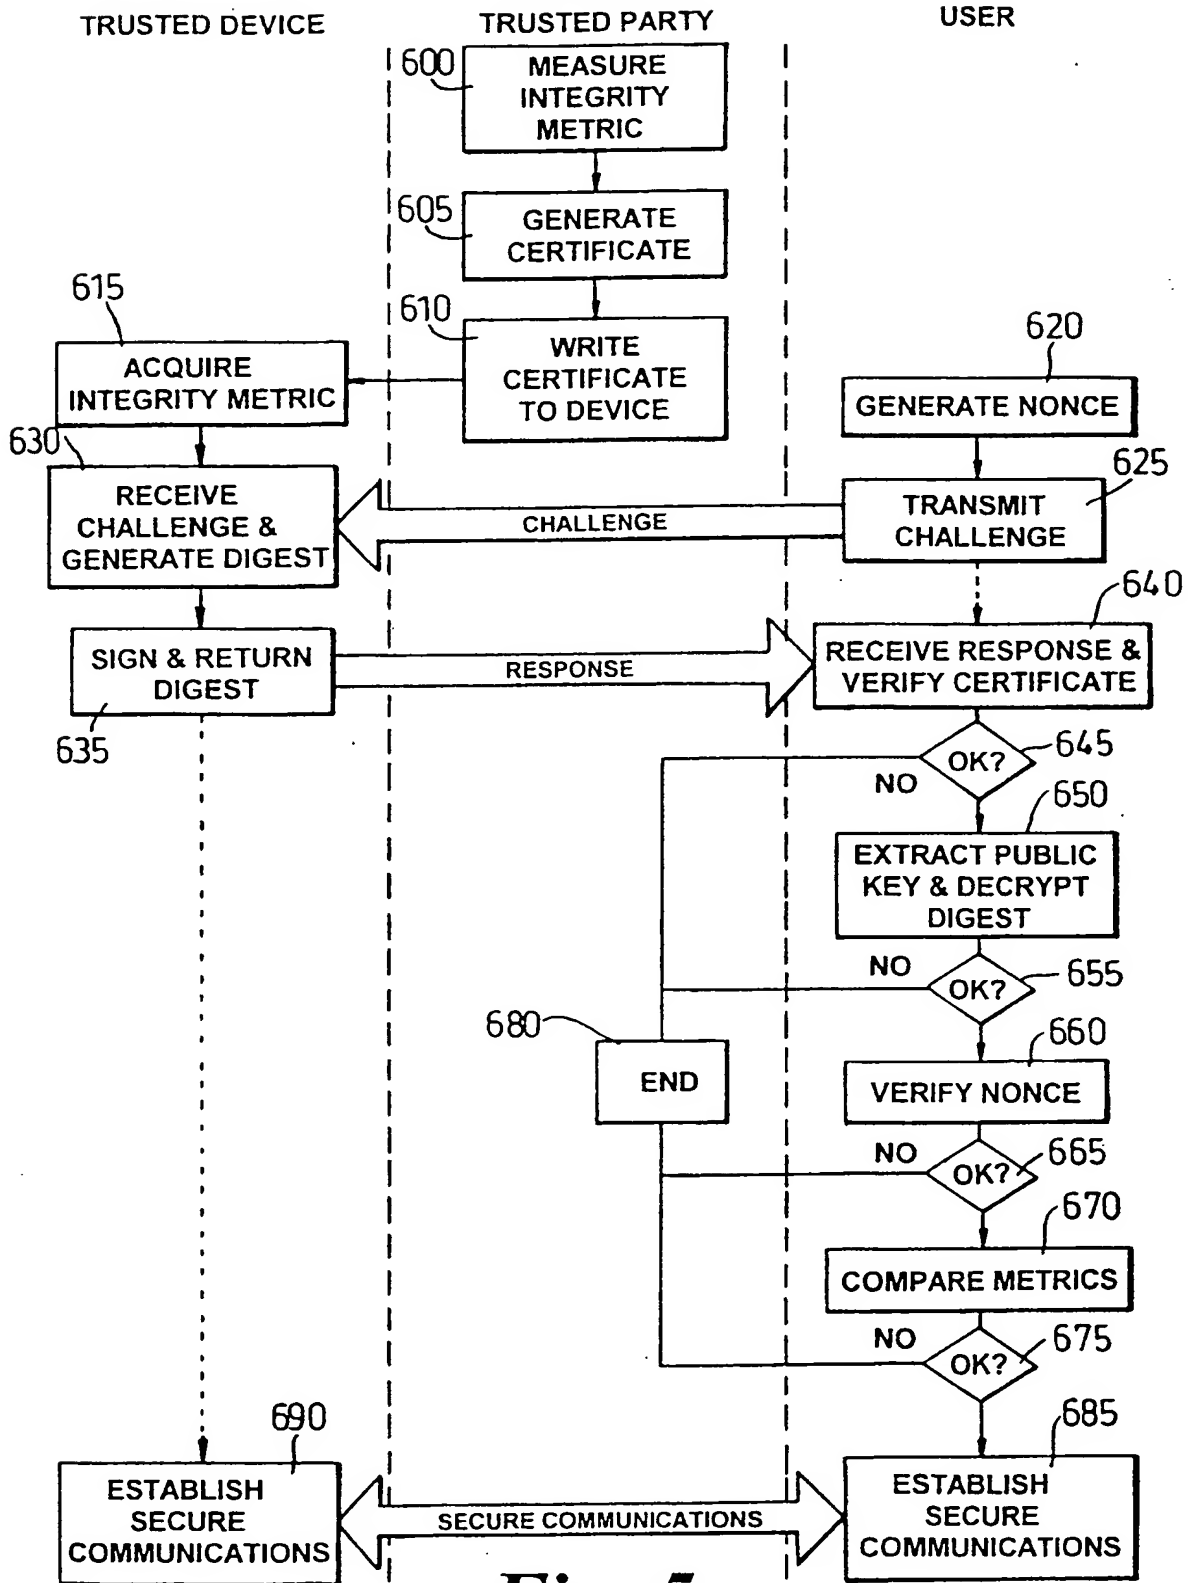 TRUSTED DEVICE
TRUSTED PARTY
USER
600
MEASURE
INTEGRITY
METRIC
605
GENERATE
CERTIFICATE
610
WRITE
CERTIFICATE
TO DEVICE
615
ACQUIRE
INTEGRITY METRIC
620
GENERATE NONCE
625
TRANSMIT
CHALLENGE
CHALLENGE
630
RECEIVE
CHALLENGE &
GENERATE DIGEST
SIGN & RETURN
DIGEST
635
RESPONSE
640
RECEIVE RESPONSE &
VERIFY CERTIFICATE
OK?
645
NO
650
EXTRACT PUBLIC
KEY & DECRYPT
DIGEST
NO
OK?
655
680
END
660
VERIFY NONCE
NO
OK?
665
670
COMPARE METRICS
NO
OK?
675
690
ESTABLISH
SECURE
COMMUNICATIONS
SECURE COMMUNICATIONS
685
ESTABLISH
SECURE
COMMUNICATIONS